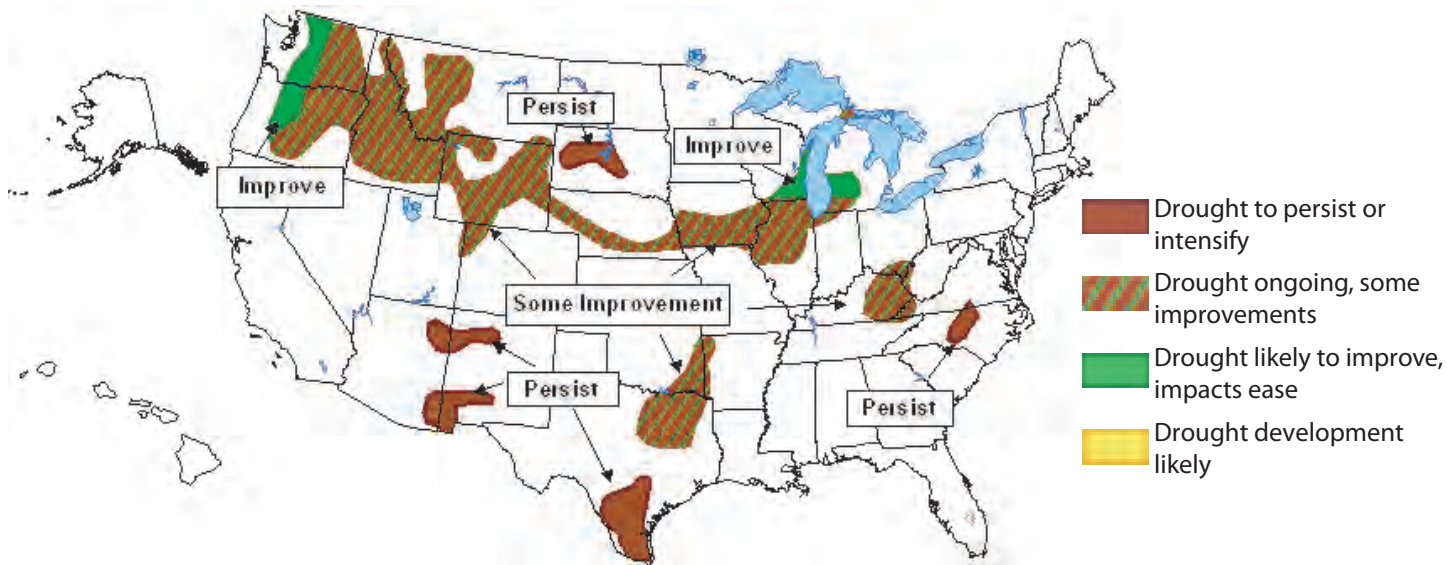 Persist
Improve
Improve
Some Improvement
Persist
Persist
Drought to persist or
intensify
Drought ongoing, some
improvements
Drought likely to improve,
impacts ease
Drought development
likely